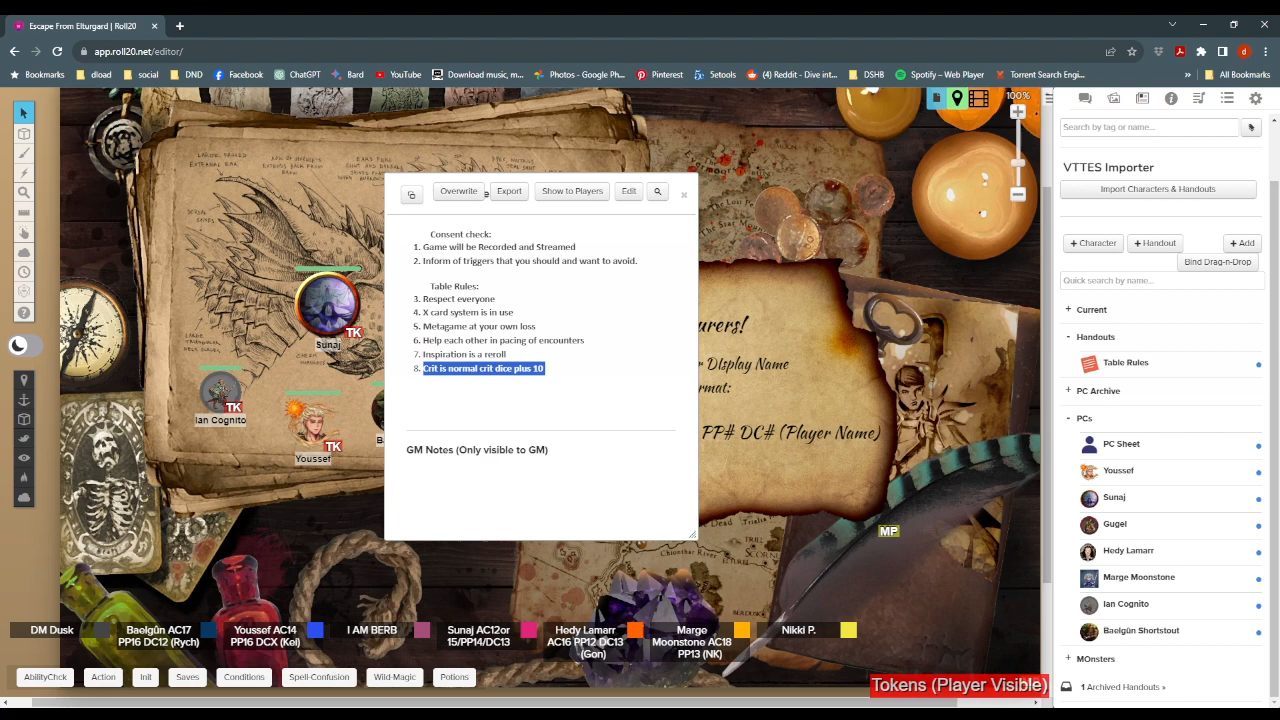 Escape From Elturgard | Roll20
app.roll20.net/editor/
Bookmarks dload social DND Facebook ChatGPT Bard YouTube Download music, m... Photos - Google Ph... Pinterest Setools (4) Reddit - Dive int... DSHB Spotify – Web Player Torrent Search Engi... » All Bookmarks
100%
Search by tag or name...
VTTES Importer
Import Characters & Handouts
+ Character + Handout + Add
Bind Drag-n-Drop
Quick search by name...
+ Current
- Handouts
Table Rules
+ PC Archive
- PCs
PC Sheet
Youssef
Sunaj
Gugel
Hedy Lamarr
Marge Moonstone
Ian Cognito
Baelgûn Shortstout
+ MOnsters
1 Archived Handouts »
Overwrite Export Show to Players Edit
Consent check:
1. Game will be Recorded and Streamed
2. Inform of triggers that you should and want to avoid.
Table Rules:
3. Respect everyone
4. X card system is in use
5. Metagame at your own loss
6. Help each other in pacing of encounters
7. Inspiration is a reroll
8. Crit is normal crit dice plus 10
GM Notes (Only visible to GM)
urers!
r Display Name
rmat:
PP# DC# (Player Name)
TK
Sunaj
TK
Ian Cognito
TK
Youssef
MP
Chionthar River
DM Dusk
Baelgûn AC17
PP16 DC12 (Rych)
Youssef AC14
PP16 DCX (Kel)
I AM BERB
Sunaj AC12or
15/PP14/DC13
Hedy Lamarr
AC16 PP12 DC13
(Gon)
Marge
Moonstone AC18
PP13 (NK)
Nikki P.
AbilityChck Action Init Saves Conditions Spell-Confusion Wild-Magic Potions
Tokens (Player Visible)